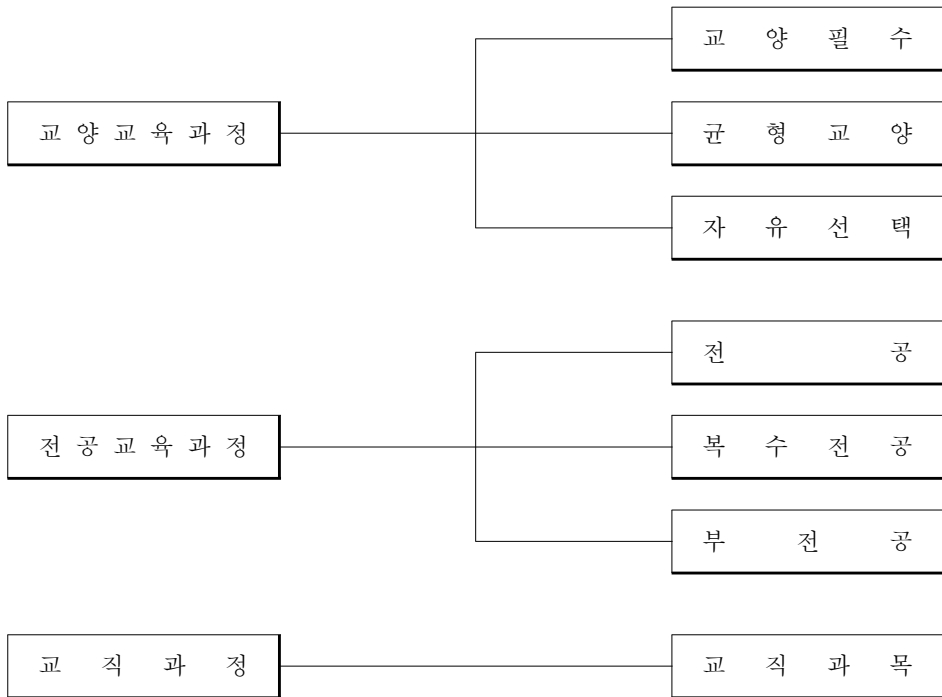 교양필수
교양교육과정
균형교양
자유선택
전공
전공교육과정
복수전공
부전공
교직과정
교직과목